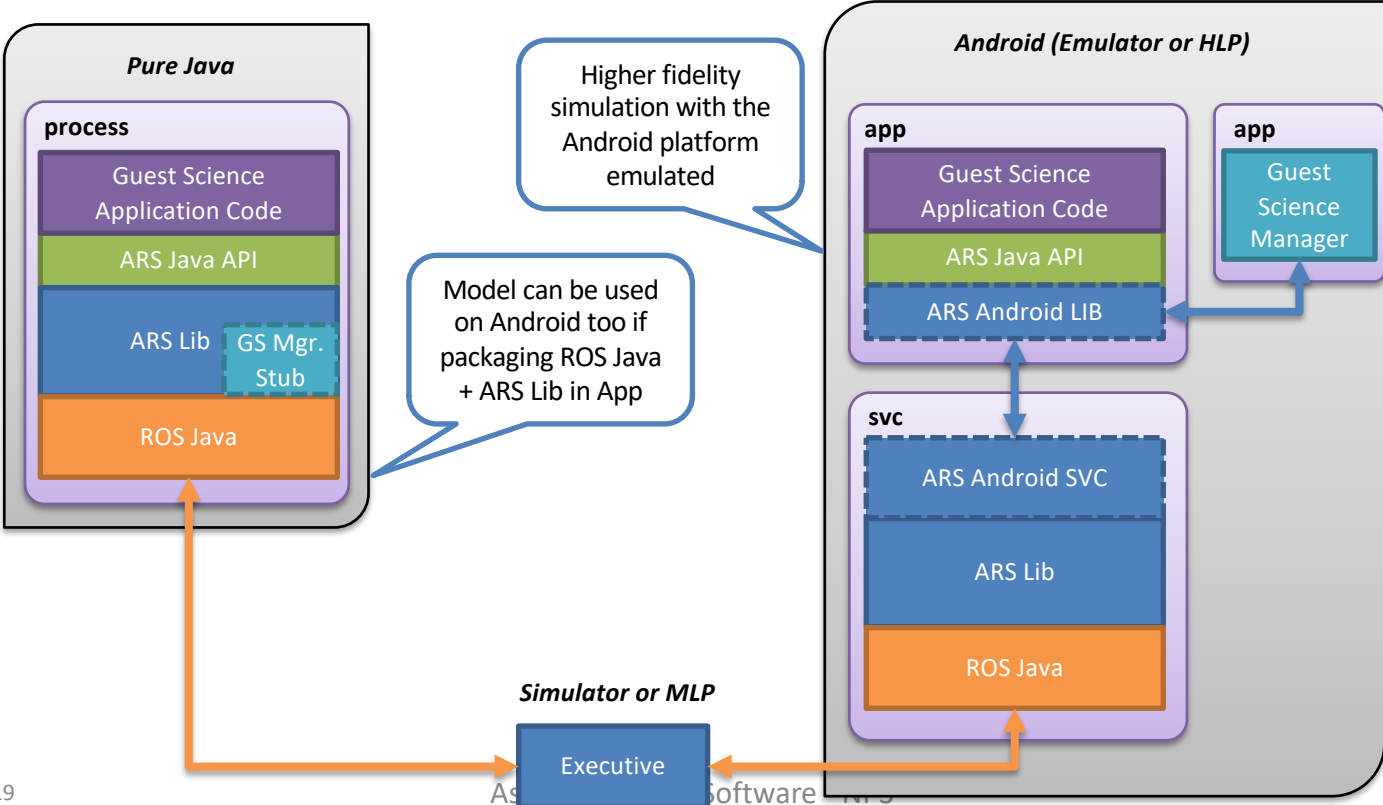 Pure Java
process
Guest Science
Application Code
ARS Java API
ARS Lib
GS Mgr.
Stub
ROS Java
Higher fidelity
simulation with the
Android platform
emulated
Model can be used
on Android too if
packaging ROS Java
+ ARS Lib in App
Android (Emulator or HLP)
app
Guest Science
Application Code
ARS Java API
ARS Android LIB
app
Guest
Science
Manager
svc
ARS Android SVC
ARS Lib
ROS Java
Simulator or MLP
Executive
Software